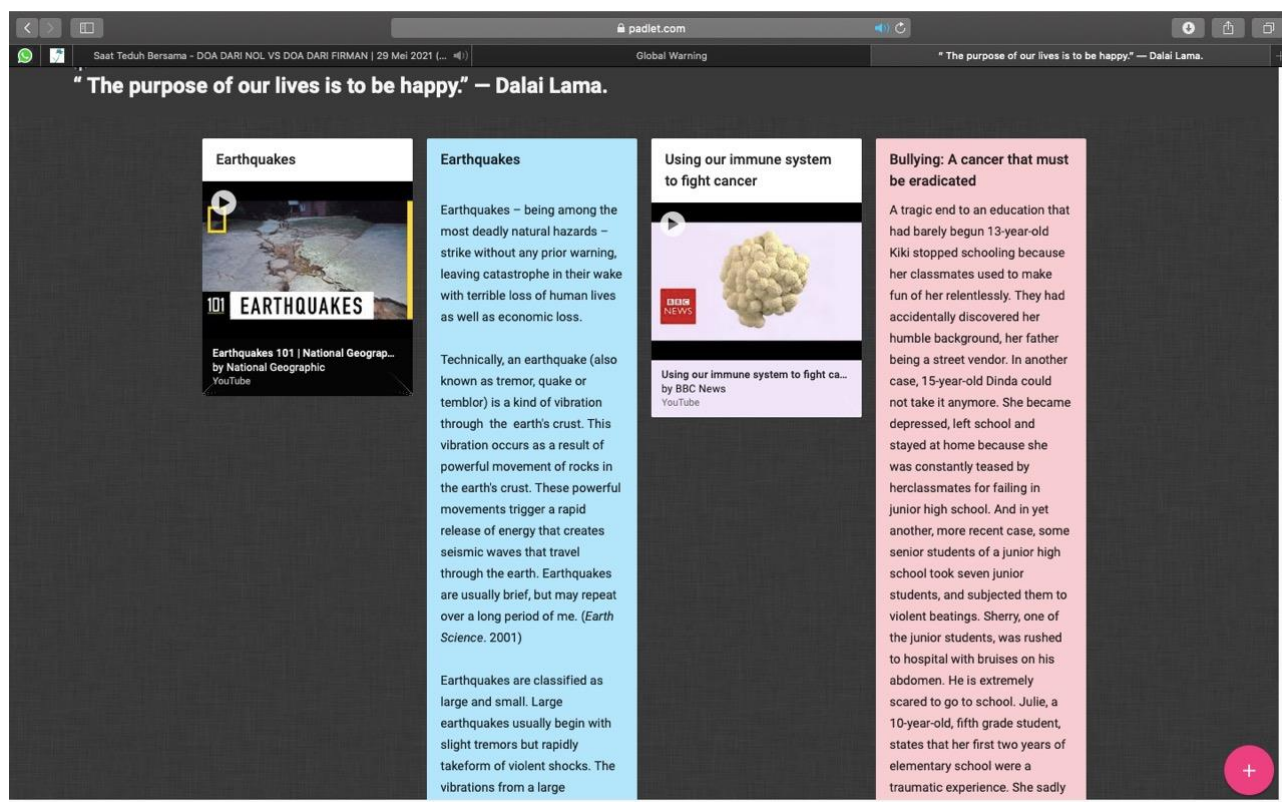 padlet.com
Saat Teduh Bersama - DOA DARI NOL VS DOA DARI FIRMAN | 29 Mei 2021 (...
Global Warning
“ The purpose of our lives is to be happy.” — Dalai Lama.
“ The purpose of our lives is to be happy.” — Dalai Lama.
Earthquakes
101 EARTHQUAKES
Earthquakes 101 | National Geograp...
by National Geographic
YouTube
Earthquakes
Earthquakes – being among the
most deadly natural hazards –
strike without any prior warning,
leaving catastrophe in their wake
with terrible loss of human lives
as well as economic loss.
Technically, an earthquake (also
known as tremor, quake or
temblor) is a kind of vibration
through the earth's crust. This
vibration occurs as a result of
powerful movement of rocks in
the earth's crust. These powerful
movements trigger a rapid
release of energy that creates
seismic waves that travel
through the earth. Earthquakes
are usually brief, but may repeat
over a long period of me. (Earth
Science. 2001)
Earthquakes are classified as
large and small. Large
earthquakes usually begin with
slight tremors but rapidly
takeform of violent shocks. The
vibrations from a large
Using our immune system
to fight cancer
BBC
NEWS
Using our immune system to fight ca...
by BBC News
YouTube
Bullying: A cancer that must
be eradicated
A tragic end to an education that
had barely begun 13-year-old
Kiki stopped schooling because
her classmates used to make
fun of her relentlessly. They had
accidentally discovered her
humble background, her father
being a street vendor. In another
case, 15-year-old Dinda could
not take it anymore. She became
depressed, left school and
stayed at home because she
was constantly teased by
herclassmates for failing in
junior high school. And in yet
another, more recent case, some
senior students of a junior high
school took seven junior
students, and subjected them to
violent beatings. Sherry, one of
the junior students, was rushed
to hospital with bruises on his
abdomen. He is extremely
scared to go to school. Julie, a
10-year-old, fifth grade student,
states that her first two years of
elementary school were a
traumatic experience. She sadly